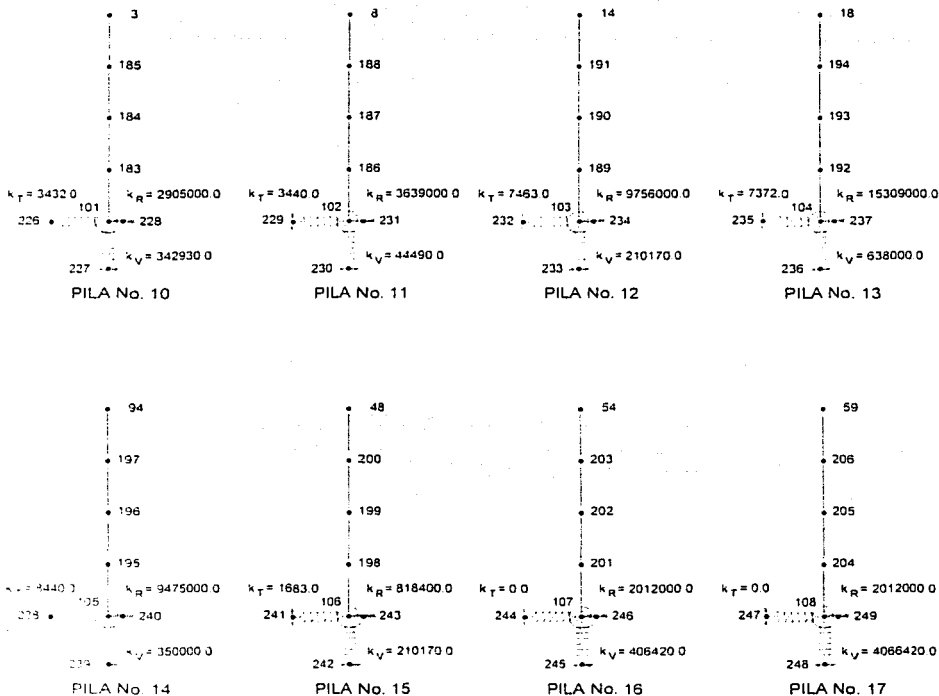 3 8 14 18
185 188 191 194
184 187 190 193
183 186 189 192
k_T = 3432.0 k_R = 2905000.0 k_T = 3440.0 k_R = 3639000.0 k_T = 7463.0 k_R = 9756000.0 k_T = 7372.0 k_R = 15309000.0
101 102 103 104
226 228 229 231 232 234 235 237
k_V = 342930.0 k_V = 44490.0 k_V = 210170.0 k_V = 638000.0
227 230 233 236
PILA No. 10 PILA No. 11 PILA No. 12 PILA No. 13
94 48 54 59
197 200 203 206
196 199 202 205
195 198 201 204
8440.0 k_R = 9475000.0 k_T = 1683.0 k_R = 818400.0 k_T = 0.0 k_R = 2012000.0 k_T = 0.0 k_R = 2012000.0
105 106 107 108
240 241 243 244 246 247 249
k_V = 350000.0 k_V = 210170.0 k_V = 406420.0 k_V = 4066420.0
239 242 245 248
PILA No. 14 PILA No. 15 PILA No. 16 PILA No. 17